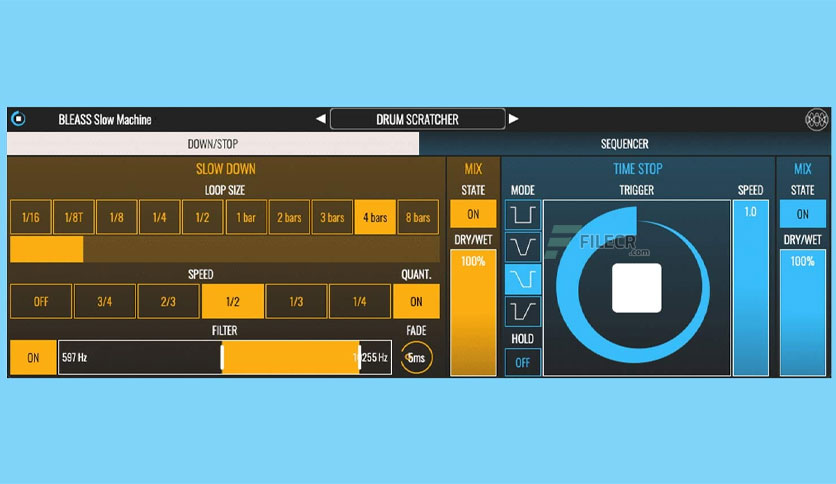 BLEASS Slow Machine
DRUM SCRATCHER
DOWN/STOP
SEQUENCER
SLOW DOWN
LOOP SIZE
1/16 1/8T 1/8 1/4 1/2 1 bar 2 bars 3 bars 4 bars 8 bars
SPEED
QUANT.
OFF 3/4 2/3 1/2 1/3 1/4 ON
FILTER
FADE
ON 597 Hz 255 Hz 5ms
MIX
STATE
ON
DRY/WET
100%
TIME STOP
MODE
TRIGGER
SPEED
1.0
FILECR
.com
HOLD
OFF
MIX
STATE
ON
DRY/WET
100%